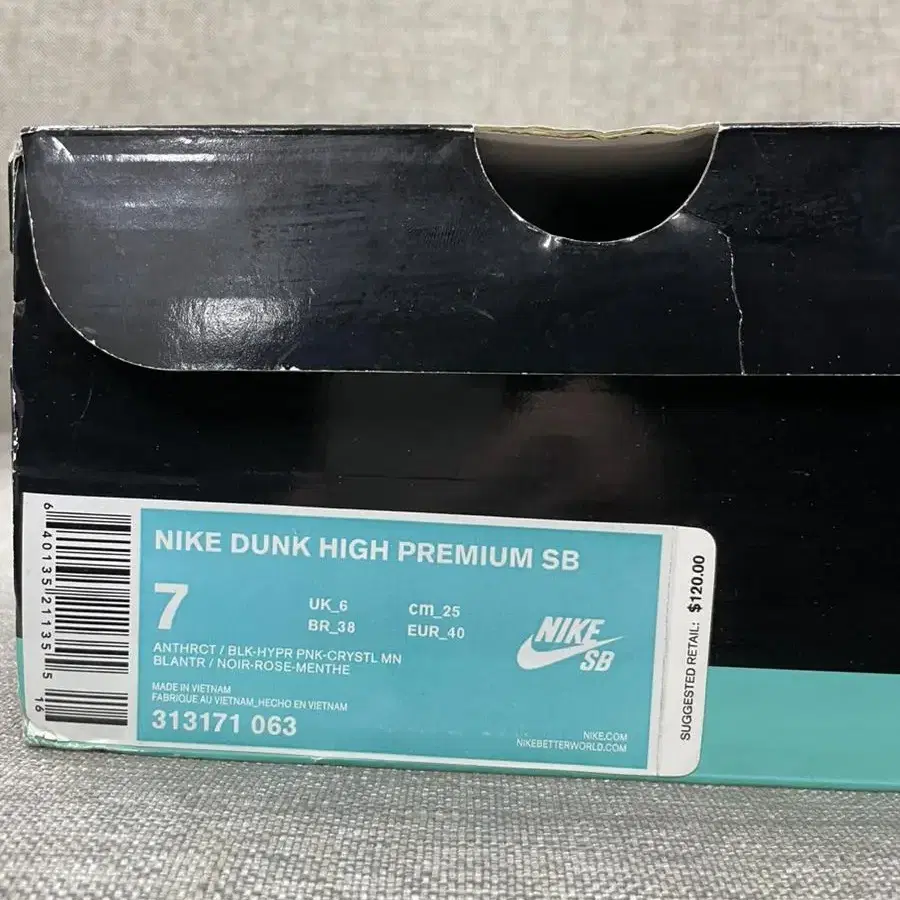 NIKE DUNK HIGH PREMIUM SB
7
UK_6
cm_25
BR_38
EUR_40
ANTHRCT / BLK-HYPR PNK-CRYSTL MN
BLANTR / NOIR-ROSE-MENTHE
MADE IN VIETNAM
FABRIQUE AU VIETNAM_HECHO EN VIETNAM
313171 063
NIKE
SB
NIKE.COM
NIKEBETTERWORLD.COM
SUGGESTED RETAIL: $120.00
6 40135 21135 5 16